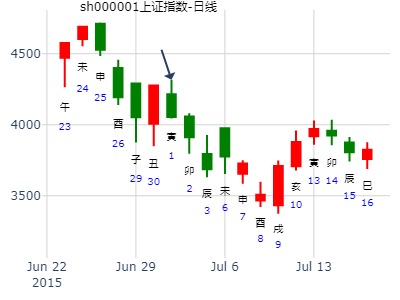 sh000001上证指数-日线
4500
4000
3500
午
23
未
24
申
25
酉
26
子
29
丑
30
寅
1
卯
2
辰
3
未
6
申
7
酉
8
戌
9
亥
10
寅
13
卯
14
辰
15
巳
16
Jun 22
2015
Jun 29
Jul 6
Jul 13